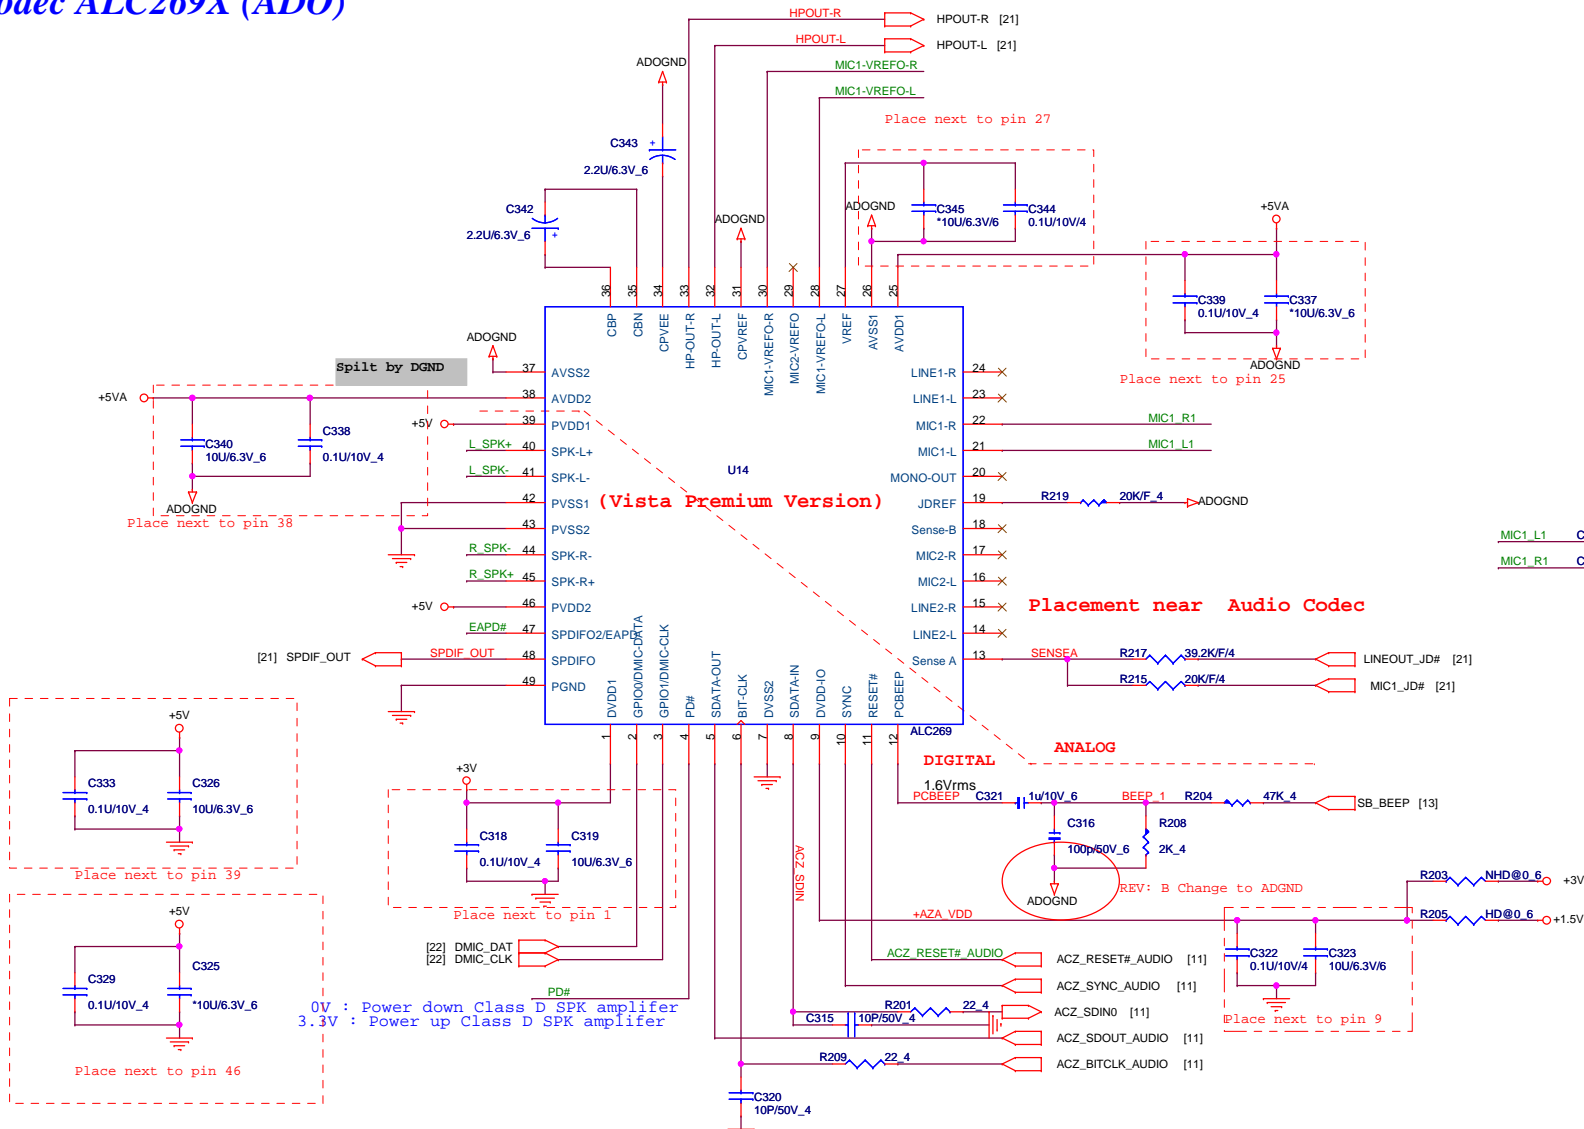 odec ALC269X (ADO)
HPOUT-R
HPOUT-R [21]
HPOUT-L
HPOUT-L [21]
MIC1-VREFO-R
MIC1-VREFO-L
Place next to pin 27
ADOGND
C343
+
2.2U/6.3V_6
C342
2.2U/6.3V_6
+
ADOGND
ADOGND
C345
*10U/6.3V/6
C344
0.1U/10V/4
+5VA
C339
0.1U/10V_4
C337
*10U/6.3V_6
ADOGND
Place next to pin 25
36 35 34 33 32 31 30 29 28 27 26 25
CBP
CBN
CPVEE
HP-OUT-R
HP-OUT-L
CPVREF
MIC1-VREFO-R
MIC2-VREFO
MIC1-VREFO-L
VREF
AVSS1
AVDD1
ADOGND
Spilt by DGND
+5VA
C340
10U/6.3V_6
C338
0.1U/10V_4
ADOGND
Place next to pin 38
+5V
L_SPK+
L_SPK-
R_SPK-
R_SPK+
+5V
EAPD#
[21] SPDIF_OUT
SPDIF_OUT
37 AVSS2
38 AVDD2
39 PVDD1
40 SPK-L+
41 SPK-L-
42 PVSS1
43 PVSS2
44 SPK-R-
45 SPK-R+
46 PVDD2
47 SPDIFO2/EAPD
48 SPDIFO
49 PGND
U14
(Vista Premium Version)
LINE1-R 24
LINE1-L 23
MIC1-R 22
MIC1-L 21
MONO-OUT 20
JDREF 19
Sense-B 18
MIC2-R 17
MIC2-L 16
LINE2-R 15
LINE2-L 14
Sense A 13
MIC1_R1
MIC1_L1
R219 20K/F_4
ADOGND
MIC1_L1 C
MIC1_R1 C
Placement near Audio Codec
SENSEA
R217 39.2K/F/4
LINEOUT_JD# [21]
R215 20K/F/4
MIC1_JD# [21]
DVDD1
GPIO0/DMIC-DATA
GPIO1/DMIC-CLK
PD#
SDATA-OUT
BIT-CLK
DVSS2
SDATA-IN
DVDD-IO
SYNC
RESET#
PCBEEP
1 2 3 4 5 6 7 8 9 10 11 12
ALC269
DIGITAL
ANALOG
1.6Vrms
PCBEEP
C321
1u/10V_6
BEEP_1
R204 47K_4
SB_BEEP [13]
C316
100p/50V_6
R208
2K_4
ADOGND
REV: B Change to ADGND
+5V
C333
0.1U/10V_4
C326
10U/6.3V_6
Place next to pin 39
+3V
C318
0.1U/10V_4
C319
10U/6.3V_6
Place next to pin 1
+5V
C329
0.1U/10V_4
C325
*10U/6.3V_6
Place next to pin 46
[22] DMIC_DAT
[22] DMIC_CLK
PD#
0V : Power down Class D SPK amplifer
3.3V : Power up Class D SPK amplifer
ACZ_SDIN
+AZA_VDD
R203 NHD@0_6 +3V
R205 HD@0_6 +1.5V
C322
0.1U/10V/4
C323
10U/6.3V/6
Place next to pin 9
ACZ_RESET#_AUDIO
ACZ_RESET#_AUDIO [11]
ACZ_SYNC_AUDIO [11]
R201 22_4
ACZ_SDIN0 [11]
C315 10P/50V_4
ACZ_SDOUT_AUDIO [11]
R209 22_4
ACZ_BITCLK_AUDIO [11]
C320
10P/50V_4